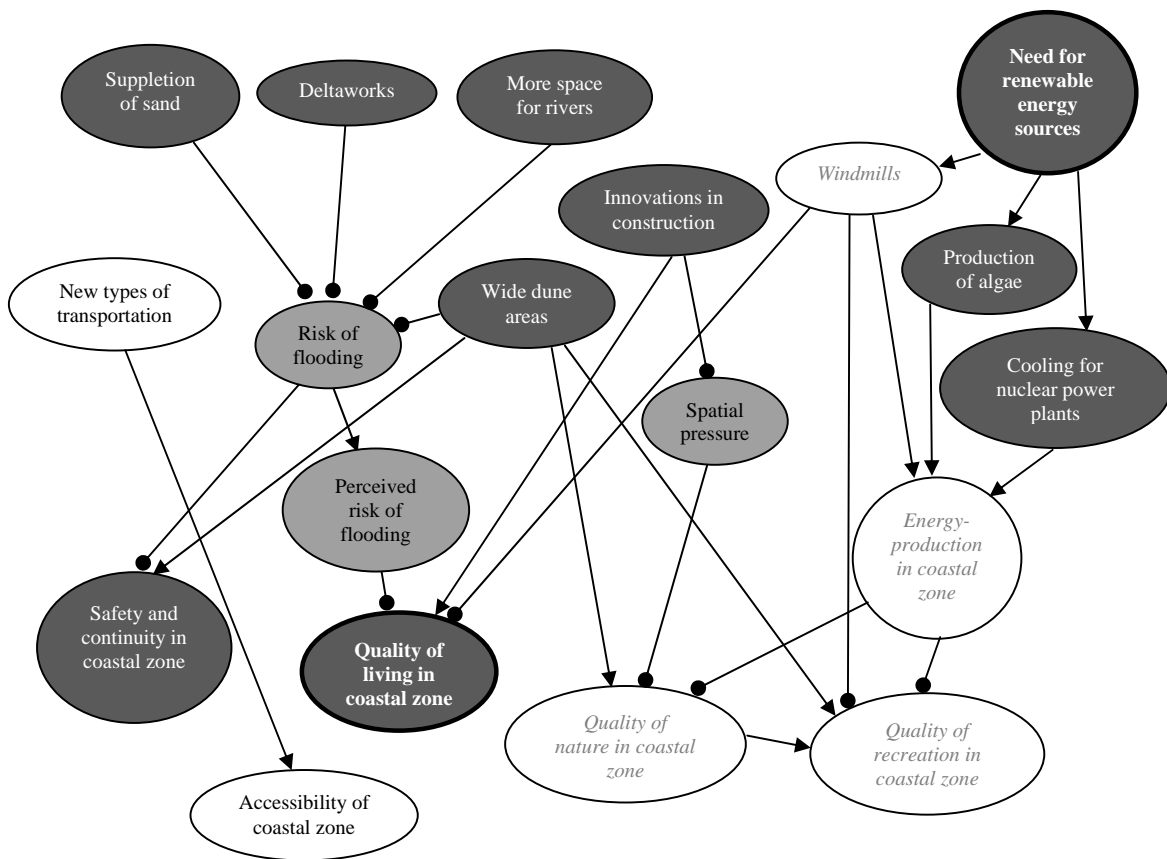 Suppletion
of sand
Deltaworks
More space
for rivers
Need for
renewable
energy
sources
Windmills
Innovations in
construction
Production
of algae
New types of
transportation
Wide dune
areas
Risk of
flooding
Cooling for
nuclear power
plants
Spatial
pressure
Perceived
risk of
flooding
Energy-
production
in coastal
zone
Safety and
continuity in
coastal zone
Quality of
living in
coastal zone
Quality of
nature in coastal
zone
Quality of
recreation in
coastal zone
Accessibility of
coastal zone